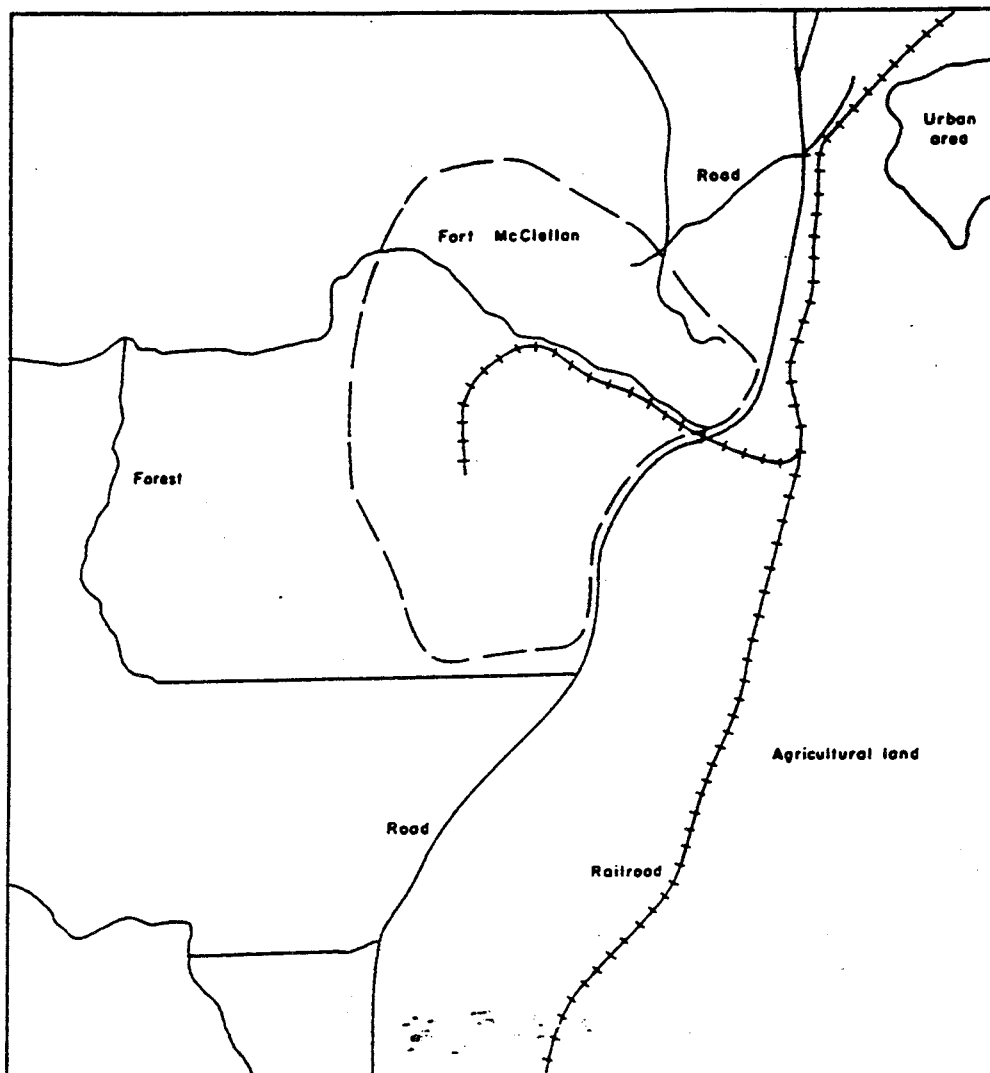 Urban
area
Road
Fort McClellan
Forest
Agricultural land
Road
Railroad